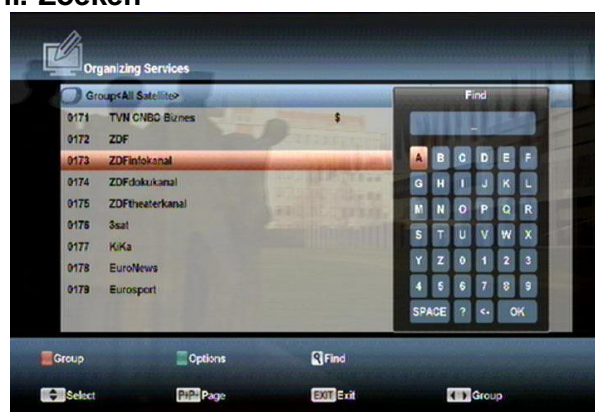 II. Zoeken
Organizing Services
Group<All Satellite>
0171 TVN CNBC Biznes $
0172 ZDF
0173 ZDFinfokanal
0174 ZDFdokukanal
0175 ZDFtheaterkanal
0176 3sat
0177 KiKa
0178 EuroNews
0179 Eurosport
Find
_
A B C D E F
G H I J K L
M N O P Q R
S T U V W X
Y Z 0 1 2 3
4 5 6 7 8 9
SPACE ? <- OK
Group Options Find
Select P+P- Page EXIT Exit Group